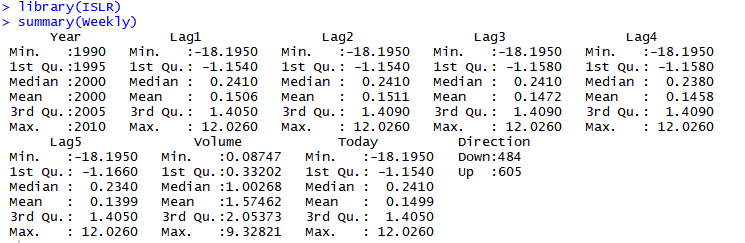 > library(ISLR)
> summary(Weekly)
      Year           Lag1               Lag2               Lag3               Lag4
 Min.   :1990   Min.   :-18.1950   Min.   :-18.1950   Min.   :-18.1950   Min.   :-18.1950
 1st Qu.:1995   1st Qu.: -1.1540   1st Qu.: -1.1540   1st Qu.: -1.1580   1st Qu.: -1.1580
 Median :2000   Median :  0.2410   Median :  0.2410   Median :  0.2410   Median :  0.2380
 Mean   :2000   Mean   :  0.1506   Mean   :  0.1511   Mean   :  0.1472   Mean   :  0.1458
 3rd Qu.:2005   3rd Qu.:  1.4050   3rd Qu.:  1.4090   3rd Qu.:  1.4090   3rd Qu.:  1.4090
 Max.   :2010   Max.   : 12.0260   Max.   : 12.0260   Max.   : 12.0260   Max.   : 12.0260
      Lag5              Volume            Today          Direction
 Min.   :-18.1950   Min.   :0.08747   Min.   :-18.1950   Down:484
 1st Qu.: -1.1660   1st Qu.:0.33202   1st Qu.: -1.1540   Up  :605
 Median :  0.2340   Median :1.00268   Median :  0.2410
 Mean   :  0.1399   Mean   :1.57462   Mean   :  0.1499
 3rd Qu.:  1.4050   3rd Qu.:2.05373   3rd Qu.:  1.4050
 Max.   : 12.0260   Max.   :9.32821   Max.   : 12.0260